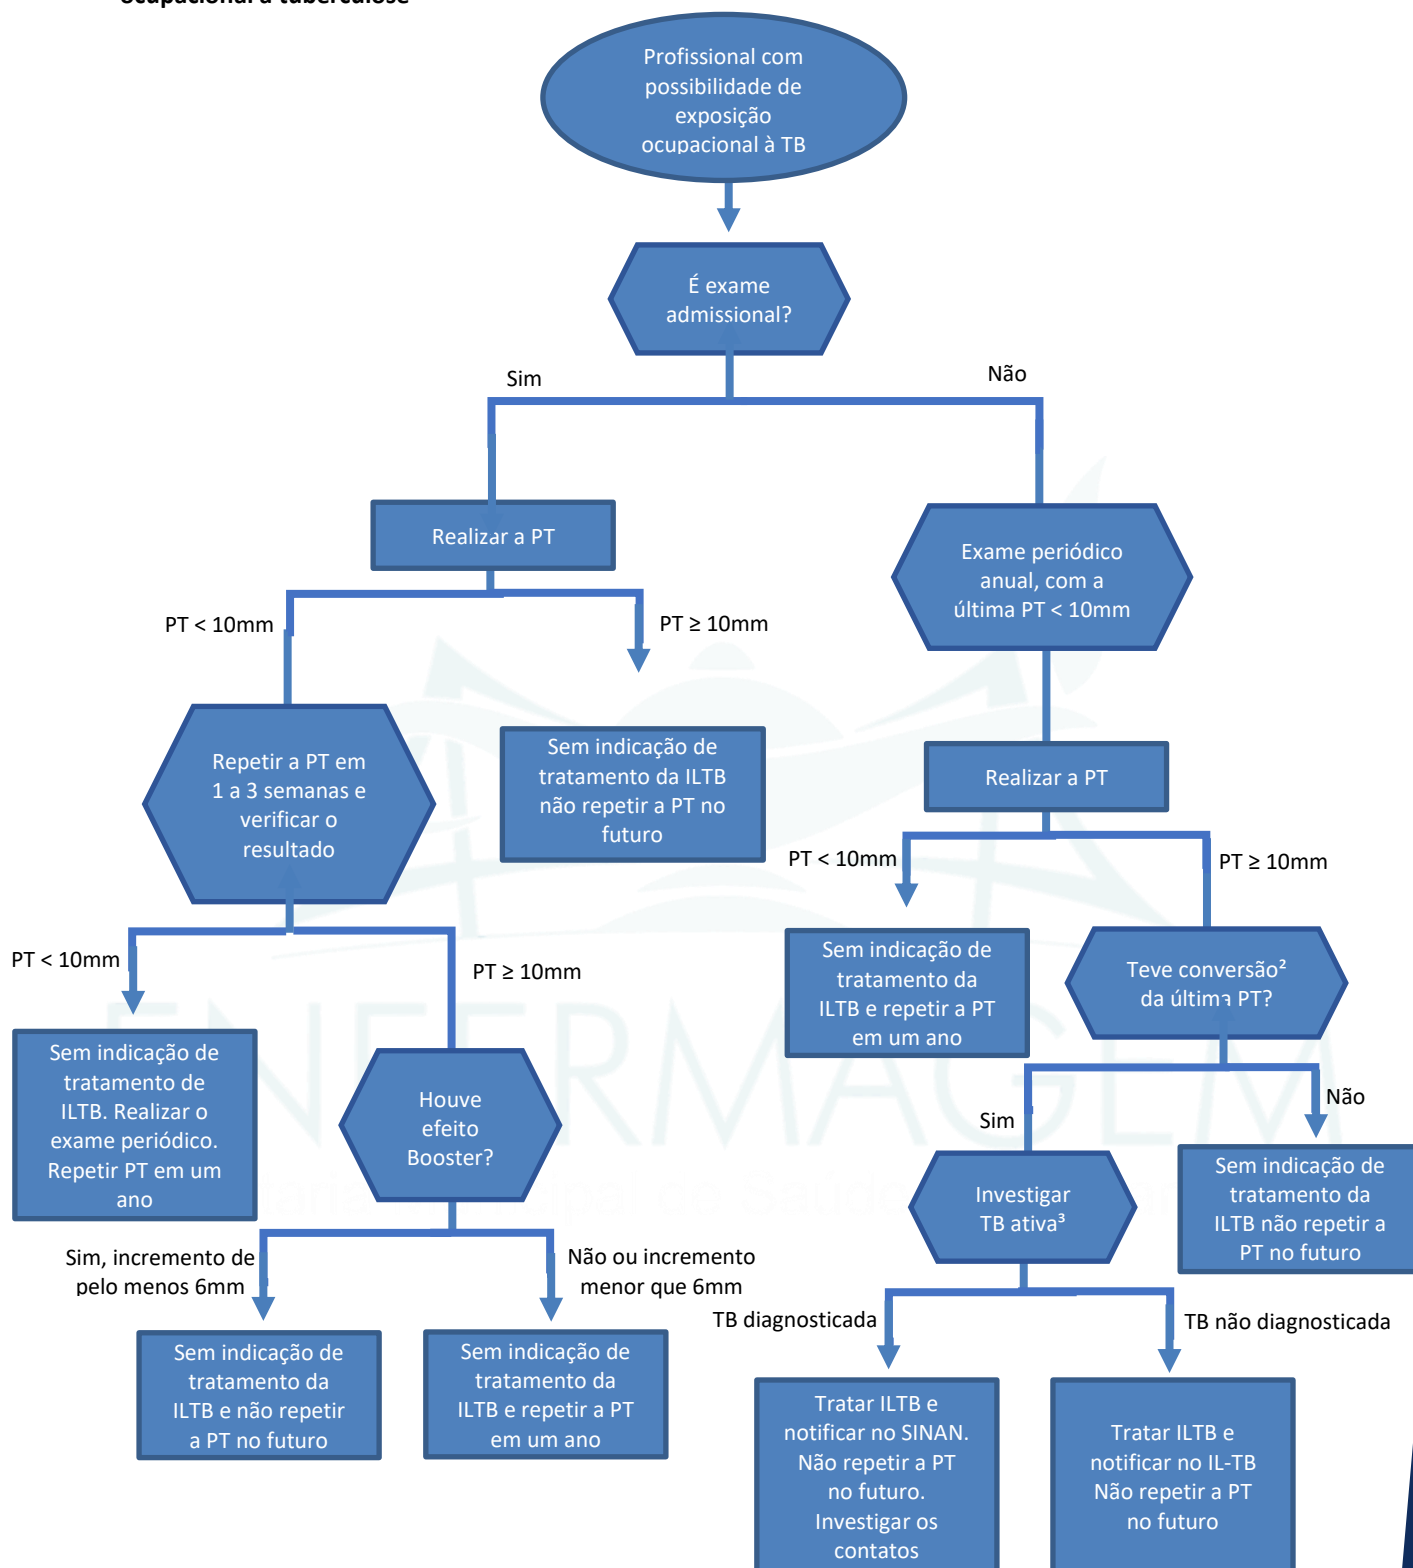 ocupacional à tuberculose
Profissional com
possibilidade de
exposição
ocupacional à TB
É exame
admissional?
Sim
Não
Realizar a PT
Exame periódico
anual, com a
última PT < 10mm
PT < 10mm
PT ≥ 10mm
Repetir a PT em
1 a 3 semanas e
verificar o
resultado
Sem indicação de
tratamento da ILTB
não repetir a PT no
futuro
Realizar a PT
PT < 10mm
PT ≥ 10mm
PT < 10mm
PT ≥ 10mm
Sem indicação de
tratamento da
ILTB e repetir a PT
em um ano
Teve conversão²
da última PT?
Sem indicação de
tratamento de
ILTB. Realizar o
exame periódico.
Repetir PT em um
ano
Houve
efeito
Booster?
Sim
Não
Investigar
TB ativa³
Sem indicação de
tratamento da
ILTB não repetir a
PT no futuro
Sim, incremento de
pelo menos 6mm
Não ou incremento
menor que 6mm
TB diagnosticada
TB não diagnosticada
Sem indicação de
tratamento da
ILTB e não repetir
a PT no futuro
Sem indicação de
tratamento da
ILTB e repetir a PT
em um ano
Tratar ILTB e
notificar no SINAN.
Não repetir a PT
no futuro.
Investigar os
contatos
Tratar ILTB e
notificar no IL-TB
Não repetir a PT
no futuro
ENFERMAGEM